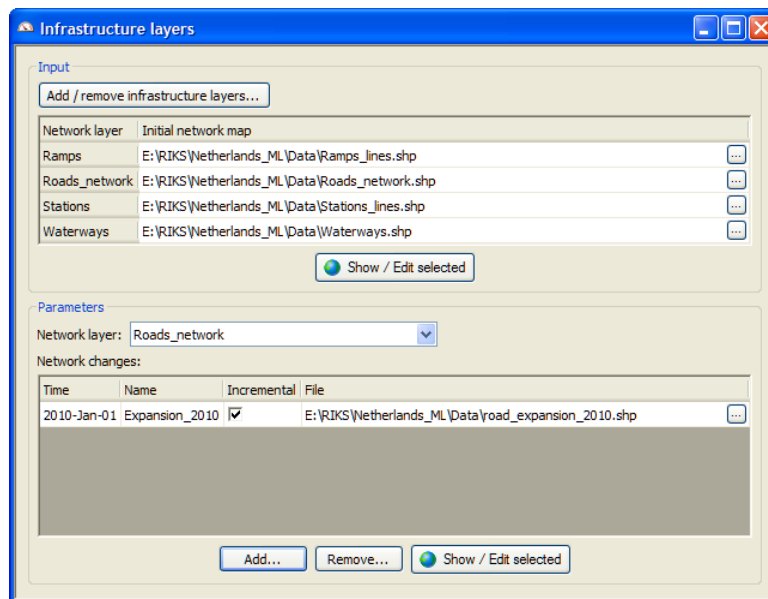 Infrastructure layers
Input
Add / remove infrastructure layers...
Network layer Initial network map
Ramps E:\RIKS\Netherlands_ML\Data\Ramps_lines.shp ...
Roads_network E:\RIKS\Netherlands_ML\Data\Roads_network.shp ...
Stations E:\RIKS\Netherlands_ML\Data\Stations_lines.shp ...
Waterways E:\RIKS\Netherlands_ML\Data\Waterways.shp ...
Show / Edit selected
Parameters
Network layer: Roads_network
Network changes:
Time Name Incremental File
2010-Jan-01 Expansion_2010 E:\RIKS\Netherlands_ML\Data\road_expansion_2010.shp ...
Add... Remove... Show / Edit selected